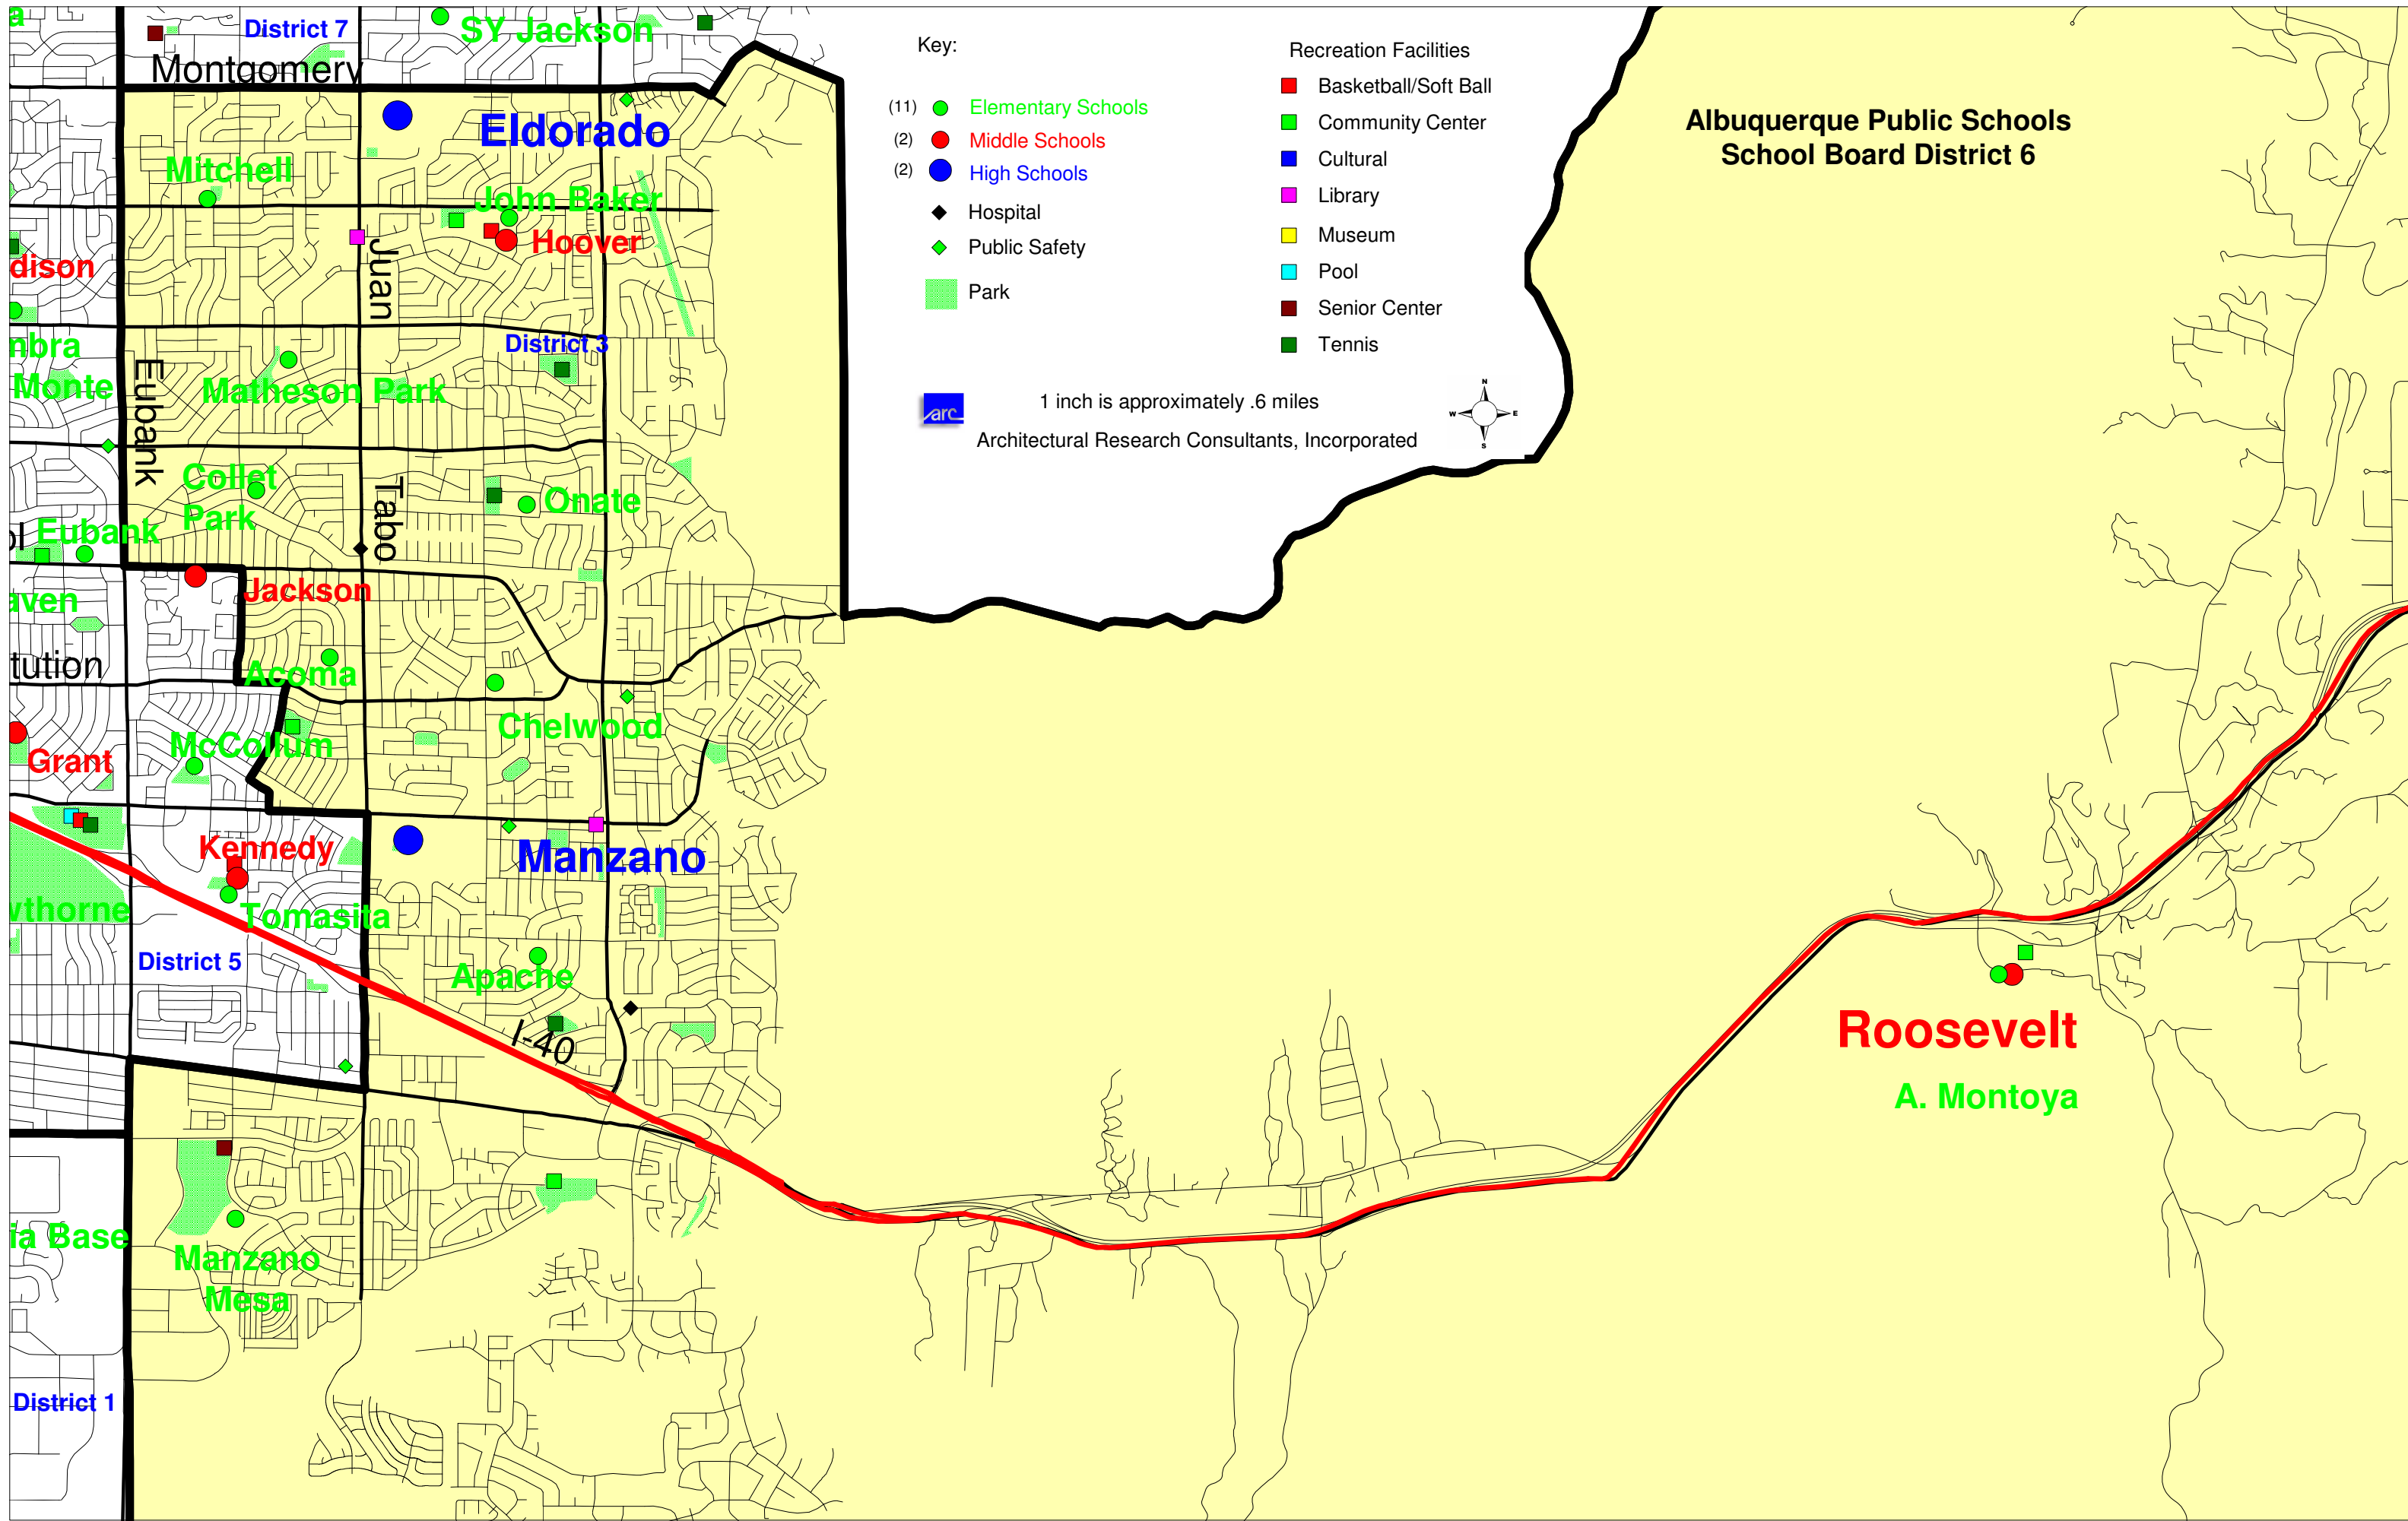 a
District 7
SY Jackson
Montgomery
Key:
(11) Elementary Schools
(2) Middle Schools
(2) High Schools
Hospital
Public Safety
Park
Recreation Facilities
Basketball/Soft Ball
Community Center
Cultural
Library
Museum
Pool
Senior Center
Tennis
arc
1 inch is approximately .6 miles
Architectural Research Consultants, Incorporated
N
W
E
S
Albuquerque Public Schools
School Board District 6
Eldorado
Mitchell
John Baker
Hoover
Juan
dison
District 3
mbra
Monte
Eubank
Matheson Park
Collet
Park
Tabo
Onate
ol
Eubank
Jackson
aven
tution
Acoma
Chelwood
McCollum
Grant
Kennedy
Manzano
wthorne
Tomasita
District 5
Apache
I-40
Roosevelt
A. Montoya
ia Base
Manzano
Mesa
District 1